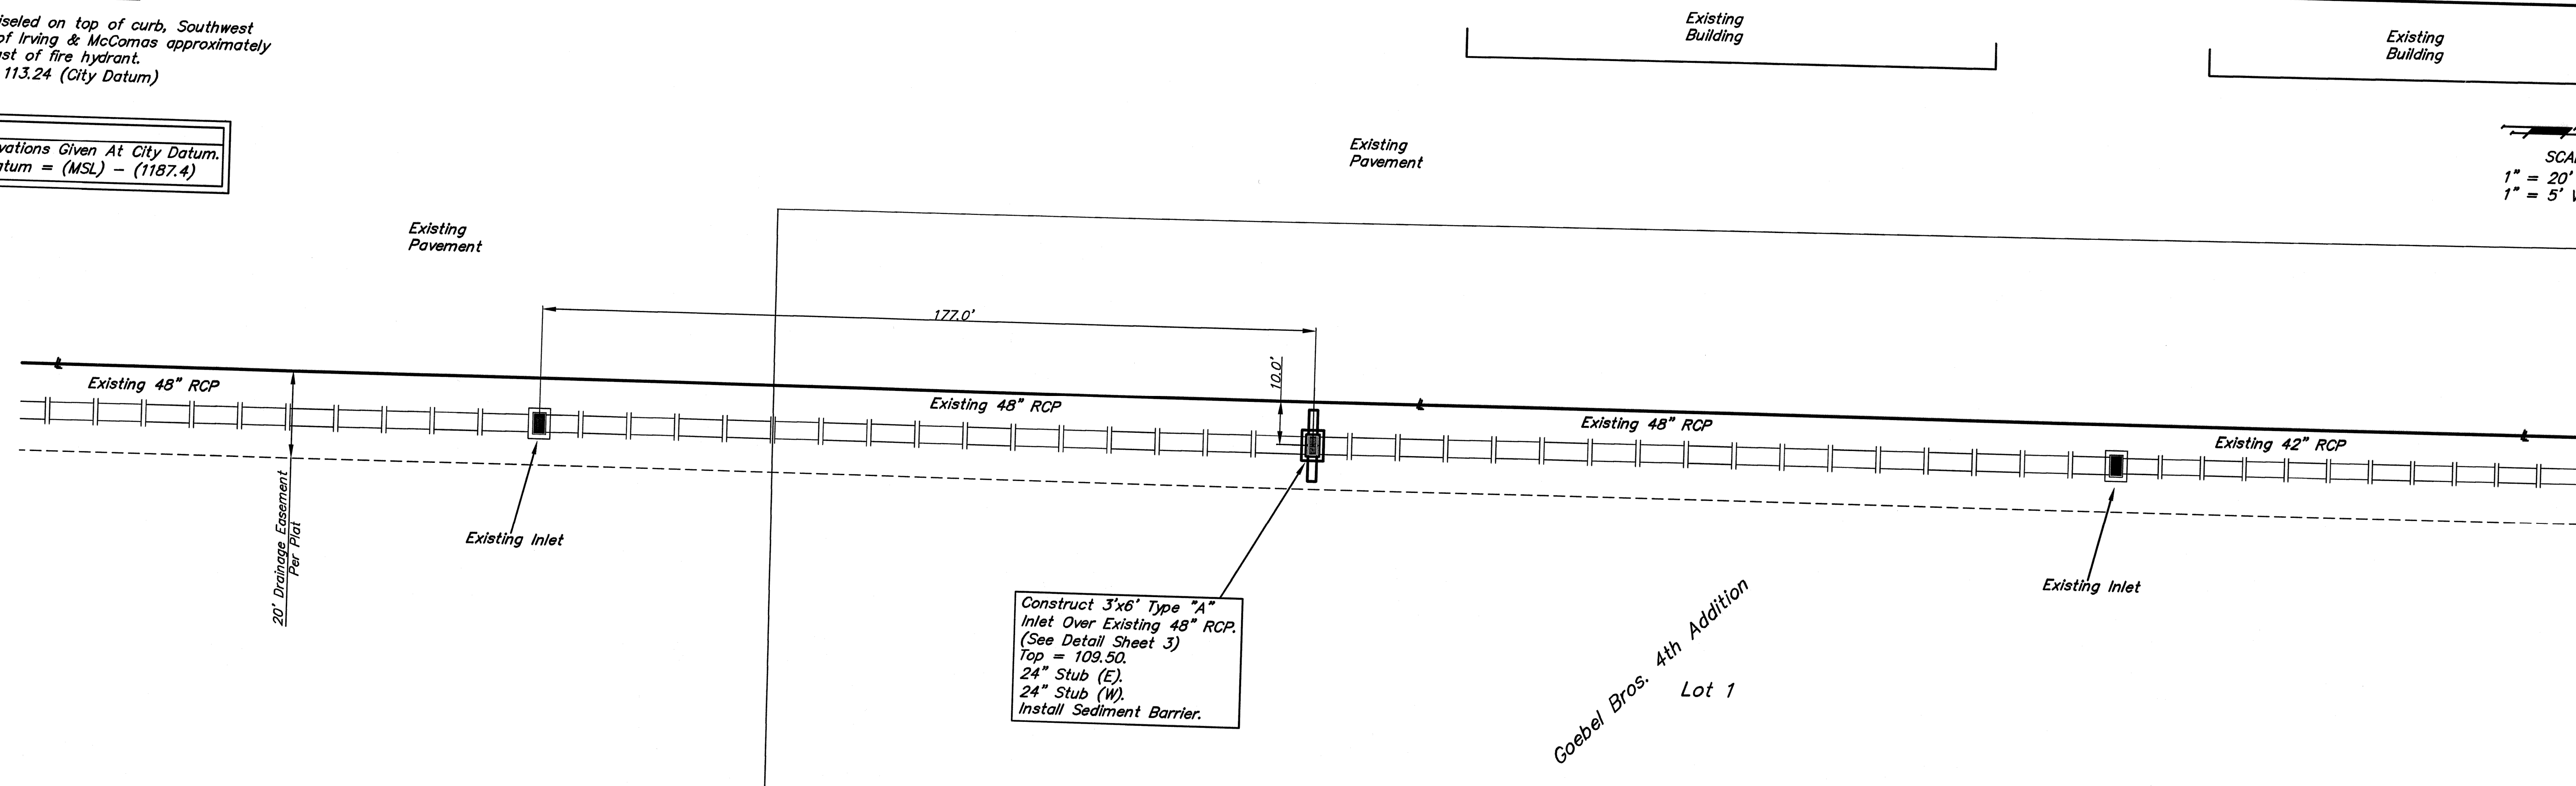 iseled on top of curb, Southwest
of Irving & McComas approximately
st of fire hydrant.
113.24 (City Datum)
vations Given At City Datum.
atum = (MSL) - (1187.4)
Existing
Building
Existing
Building
Existing
Pavement
SCA
1" = 20'
1" = 5' V
Existing
Pavement
177.0'
10.0'
Existing 48" RCP
Existing 48" RCP
Existing 48" RCP
Existing 42" RCP
20' Drainage Easement
Per Plat
Existing Inlet
Construct 3'x6' Type "A"
Inlet Over Existing 48" RCP.
(See Detail Sheet 3)
Top = 109.50.
24" Stub (E).
24" Stub (W).
Install Sediment Barrier.
Goebel Bros. 4th Addition
Lot 1
Existing Inlet